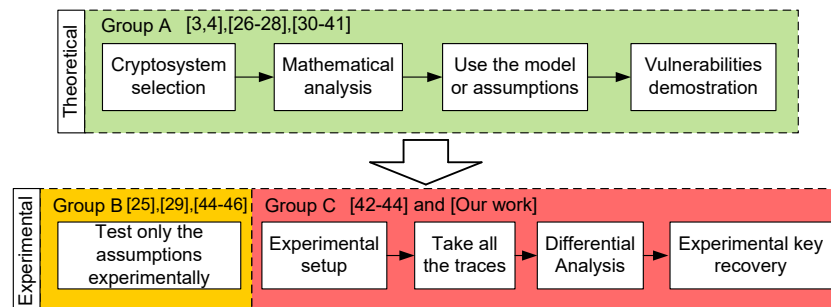 Theoretical
Group A [3,4],[26-28],[30-41]
Cryptosystem
selection
Mathematical
analysis
Use the model
or assumptions
Vulnerabilities
demostration
Experimental
Group B [25],[29],[44-46]
Test only the
assumptions
experimentally
Group C [42-44] and [Our work]
Experimental
setup
Take all
the traces
Differential
Analysis
Experimental key
recovery